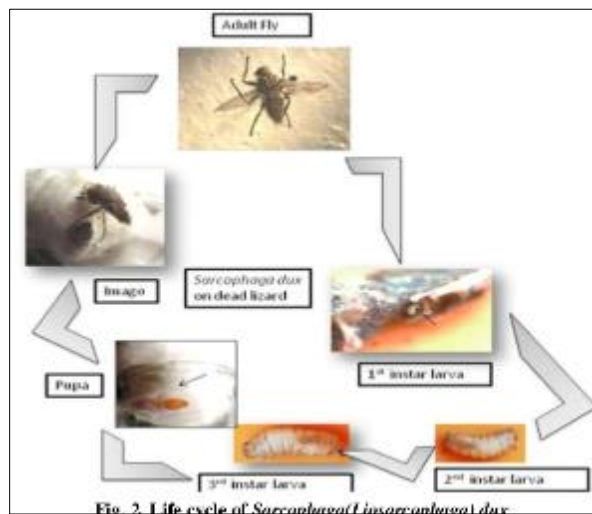 Adult Fly
Imago
Sarcophaga dux
on dead lizard
1st instar larva
Pupa
3rd instar larva
2nd instar larva
Fig. 2. Life cycle of Sarcophaga(Liosarcophaga) dux